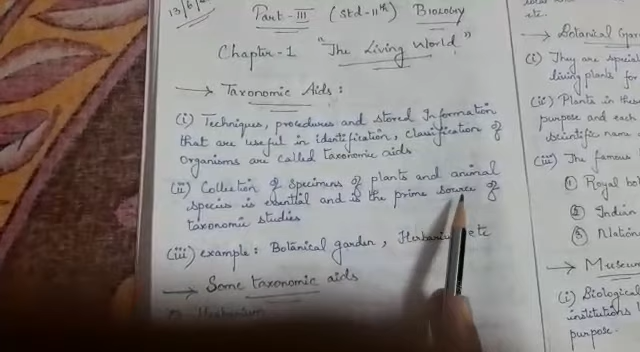 13/6/
Part-III (Std-11th) Biology
Chapter-1 "The Living World"
→ Taxonomic Aids:
(i) Techniques, procedures and stored Information
that are useful in identification, classification of
Organisms are called taxonomic aids
(ii) Collection of specimens of plants and animal
species is essential and is the prime source of
taxonomic studies
(iii) example: Botanical garden, Herbarium etc
→ Some taxonomic aids
Herbarium
etc.
→ Botanical Gar
(i) They are special
living plants for
(ii) Plants in these
purpose and each
scientific name
(iii) The famous
① Royal bo
② Indian
③ Nation
→ Museum
(i) Biological
institutions
purpose.